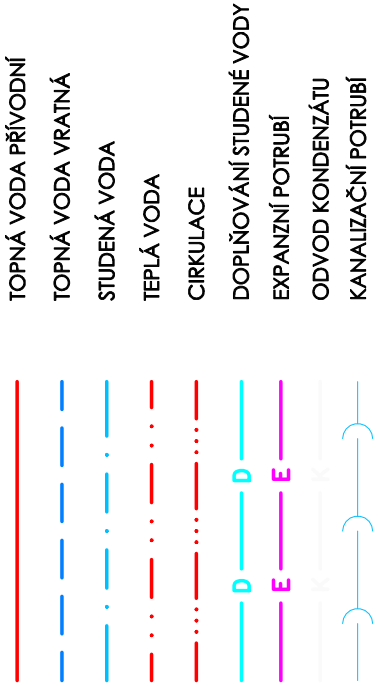 TOPNÁ VODA PŘÍVODNÍ
TOPNÁ VODA VRATNÁ
STUDENÁ VODA
TEPLÁ VODA
CIRKULACE
DOPLŇOVÁNÍ STUDENÉ VODY
D D
EXPANZNÍ POTRUBÍ
E E
ODVOD KONDENZÁTU
K K
KANALIZAČNÍ POTRUBÍ